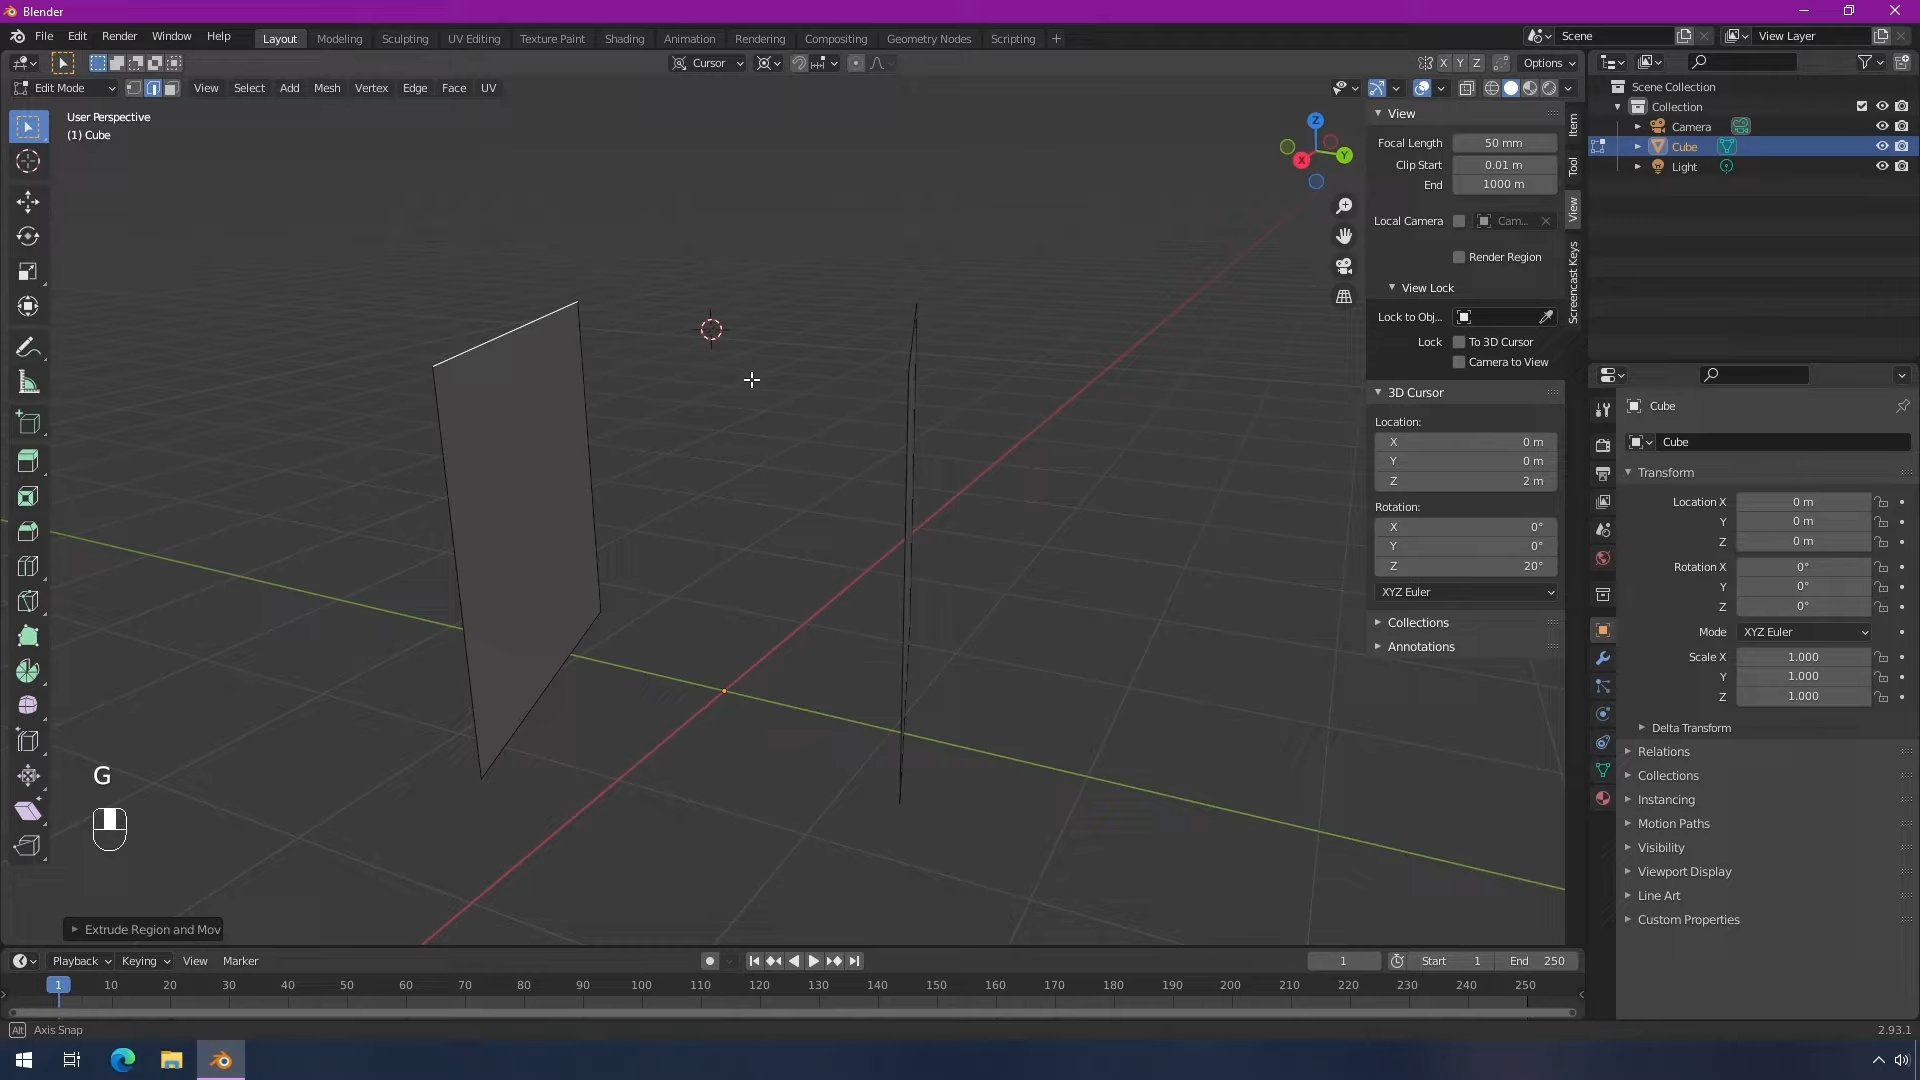 Blender
File Edit Render Window Help
Layout Modeling Sculpting UV Editing Texture Paint Shading Animation Rendering Compositing Geometry Nodes Scripting +
Scene
View Layer
Cursor
X Y Z
Options
Edit Mode
View Select Add Mesh Vertex Edge Face UV
User Perspective
(1) Cube
Z
Y
X
View
Focal Length 50 mm
Clip Start 0.01 m
End 1000 m
Local Camera Cam...
Render Region
View Lock
Lock to Obj...
Lock To 3D Cursor
Camera to View
3D Cursor
Location:
X 0 m
Y 0 m
Z 2 m
Rotation:
X 0°
Y 0°
Z 20°
XYZ Euler
Collections
Annotations
Item
Tool
View
Screencast Keys
Scene Collection
Collection
Camera
Cube
Light
Cube
Cube
Transform
Location X 0 m
Y 0 m
Z 0 m
Rotation X 0°
Y 0°
Z 0°
Mode XYZ Euler
Scale X 1.000
Y 1.000
Z 1.000
Delta Transform
Relations
Collections
Instancing
Motion Paths
Visibility
Viewport Display
Line Art
Custom Properties
G
Extrude Region and Mov
Playback Keying View Marker
1
Start 1
End 250
1 10 20 30 40 50 60 70 80 90 100 110 120 130 140 150 160 170 180 190 200 210 220 230 240 250
Alt Axis Snap
2.93.1